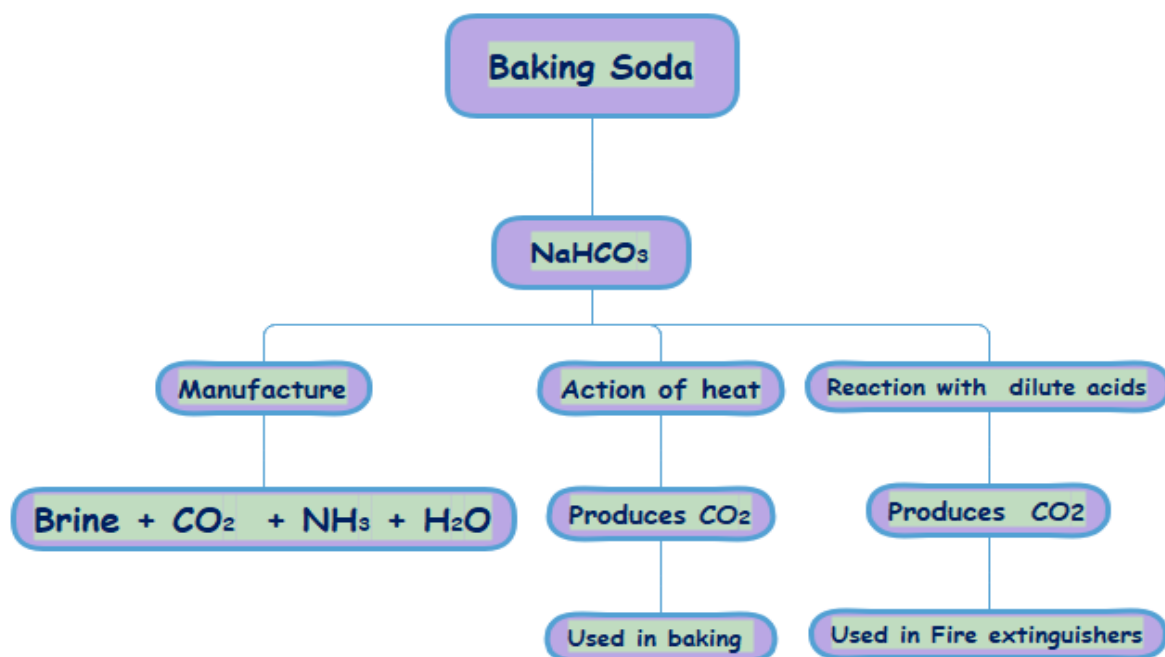 Baking Soda
NaHCO₃
Manufacture
Action of heat
Reaction with dilute acids
Brine + CO₂ + NH₃ + H₂O
Produces CO₂
Produces CO2
Used in baking
Used in Fire extinguishers